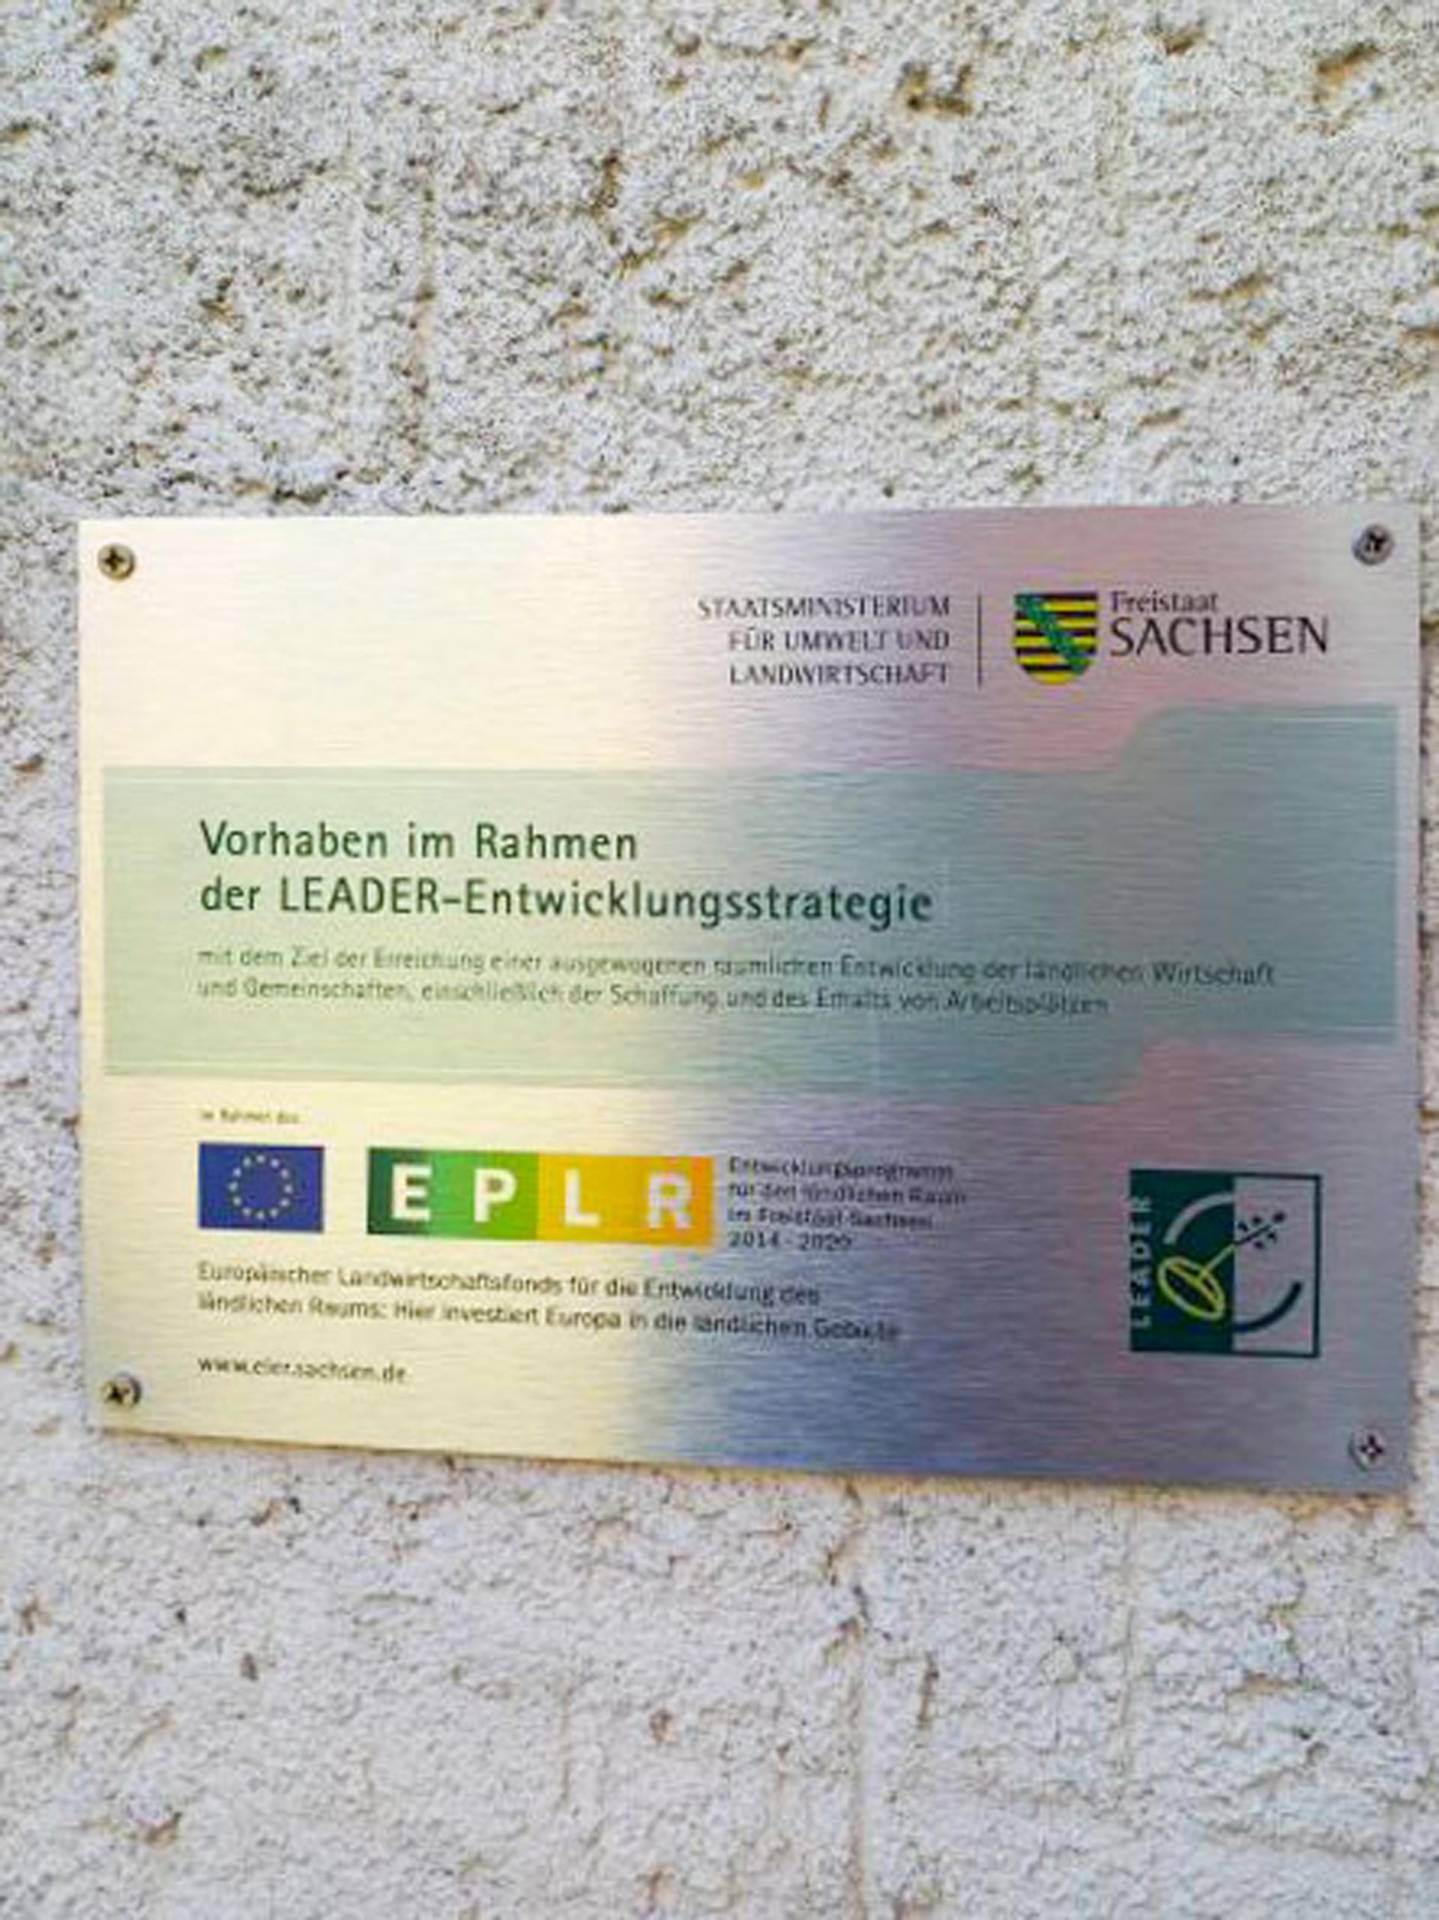 STAATSMINISTERIUM
FÜR UMWELT UND
LANDWIRTSCHAFT
Freistaat
SACHSEN
Vorhaben im Rahmen
der LEADER-Entwicklungsstrategie
mit dem Ziel der Erreichung einer ausgewogenen räumlichen Entwicklung der ländlichen Wirtschaft
und Gemeinschaften, einschließlich der Schaffung und des Erhalts von Arbeitsplätzen
im Rahmen des
EPLR
Entwicklungsprogramm
für den ländlichen Raum
im Freistaat Sachsen
2014 - 2020
LEADER
Europäischer Landwirtschaftsfonds für die Entwicklung des
ländlichen Raums: Hier investiert Europa in die ländlichen Gebiete
www.eler.sachsen.de